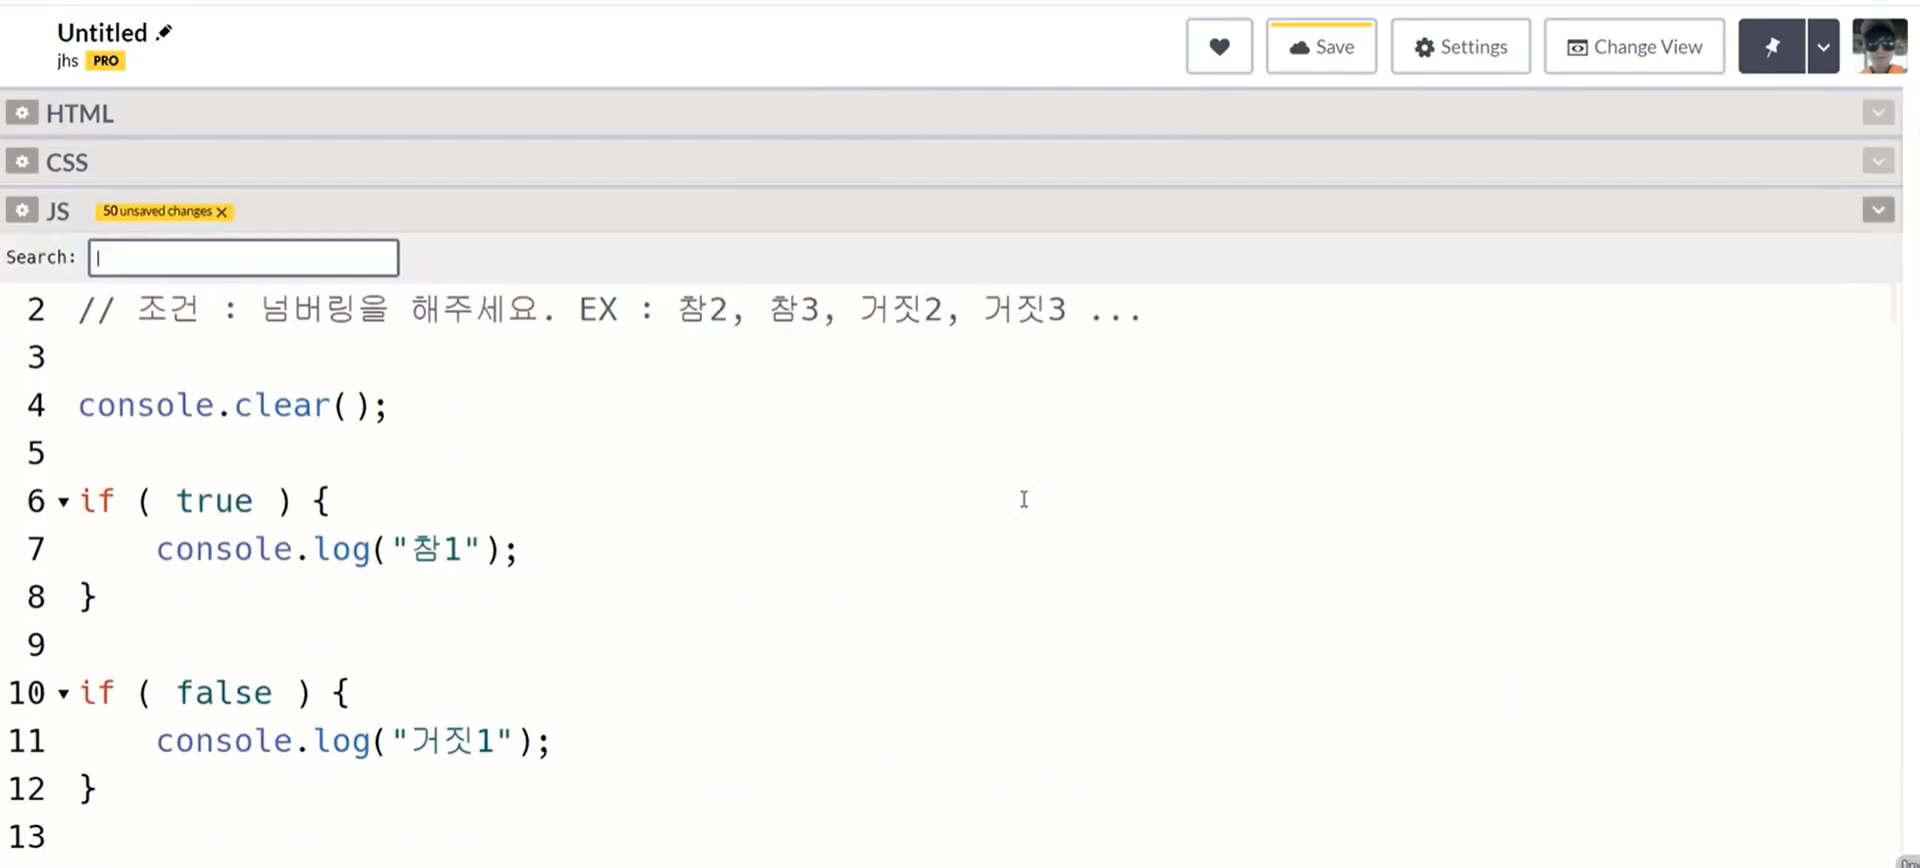 Untitled
jhs PRO
Save
Settings
Change View
HTML
CSS
JS 50 unsaved changes ×
Search:
2 // 조건 : 넘버링을 해주세요. EX : 참2, 참3, 거짓2, 거짓3 ...
3
4 console.clear();
5
6 if ( true ) {
7 console.log("참1");
8 }
9
10 if ( false ) {
11 console.log("거짓1");
12 }
13